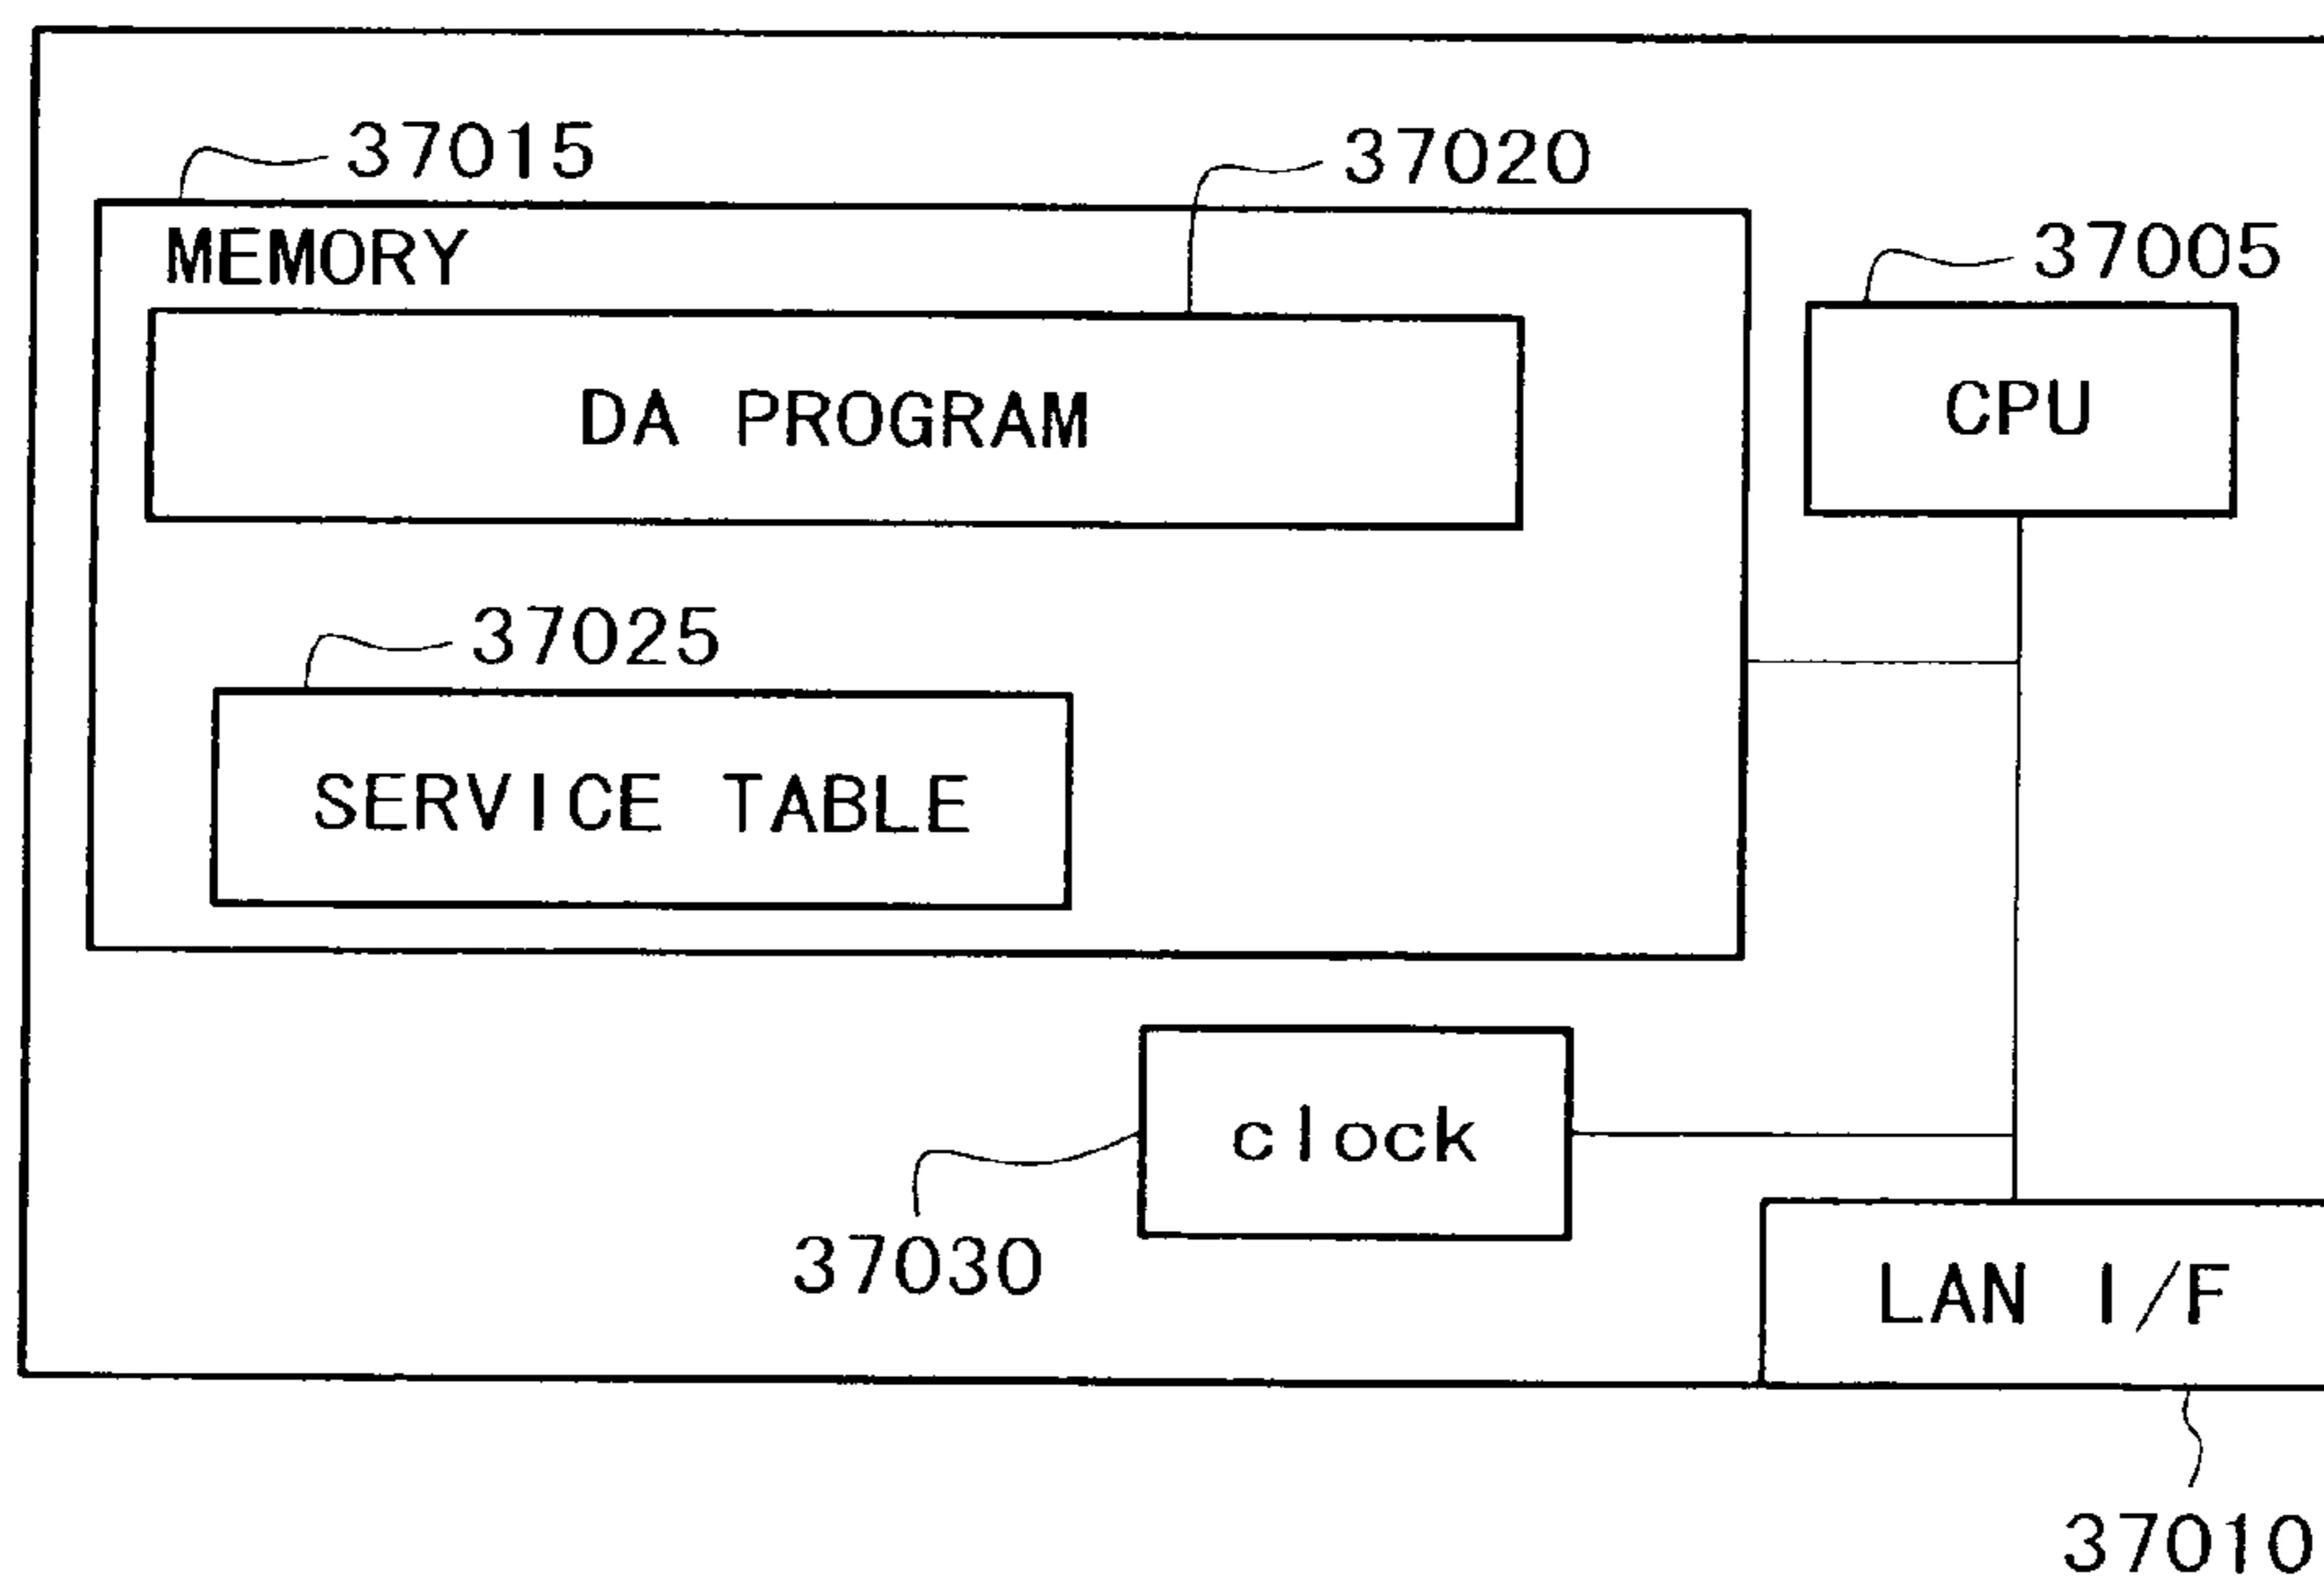 37015
37020
MEMORY
37005
DA PROGRAM
CPU
37025
SERVICE TABLE
clock
37030
LAN I/F
37010